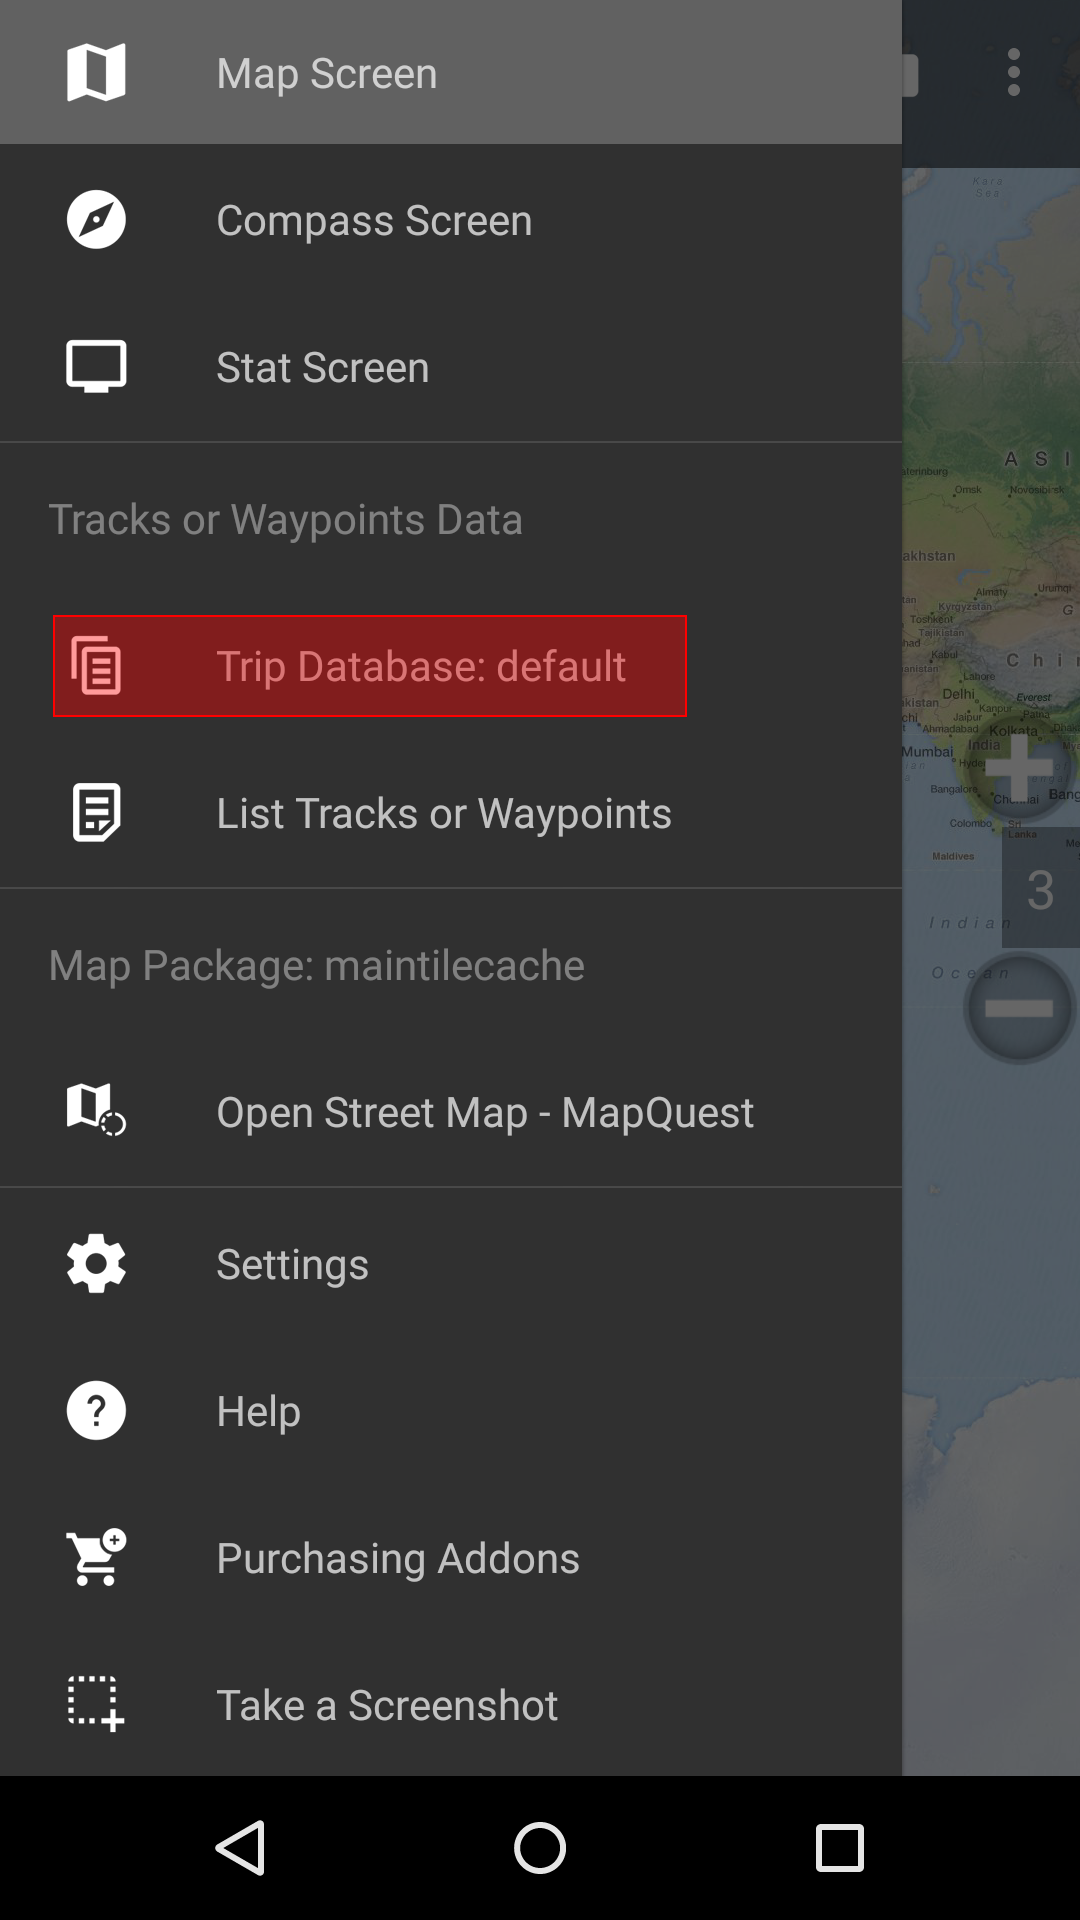 Map Screen
Compass Screen
Stat Screen
Tracks or Waypoints Data
Trip Database: default
List Tracks or Waypoints
Map Package: maintilecache
Open Street Map - MapQuest
Settings
Help
Purchasing Addons
Take a Screenshot
Kara
Sea
A S I
Omsk
Novosibirsk
akhstan
Almaty
Urumqi
Kyrgyzstan
Toshkent
Tajikistan
Kabul
C h i
Lahore
Delhi
Everest
Kanpur
Jaipur
Patna
Ahmadabad
Kolkata
Mumbai
India
Bangalore
Chennai
Bang
Colombo
Sri
Lanka
Maldives
3
Indian
Ocean